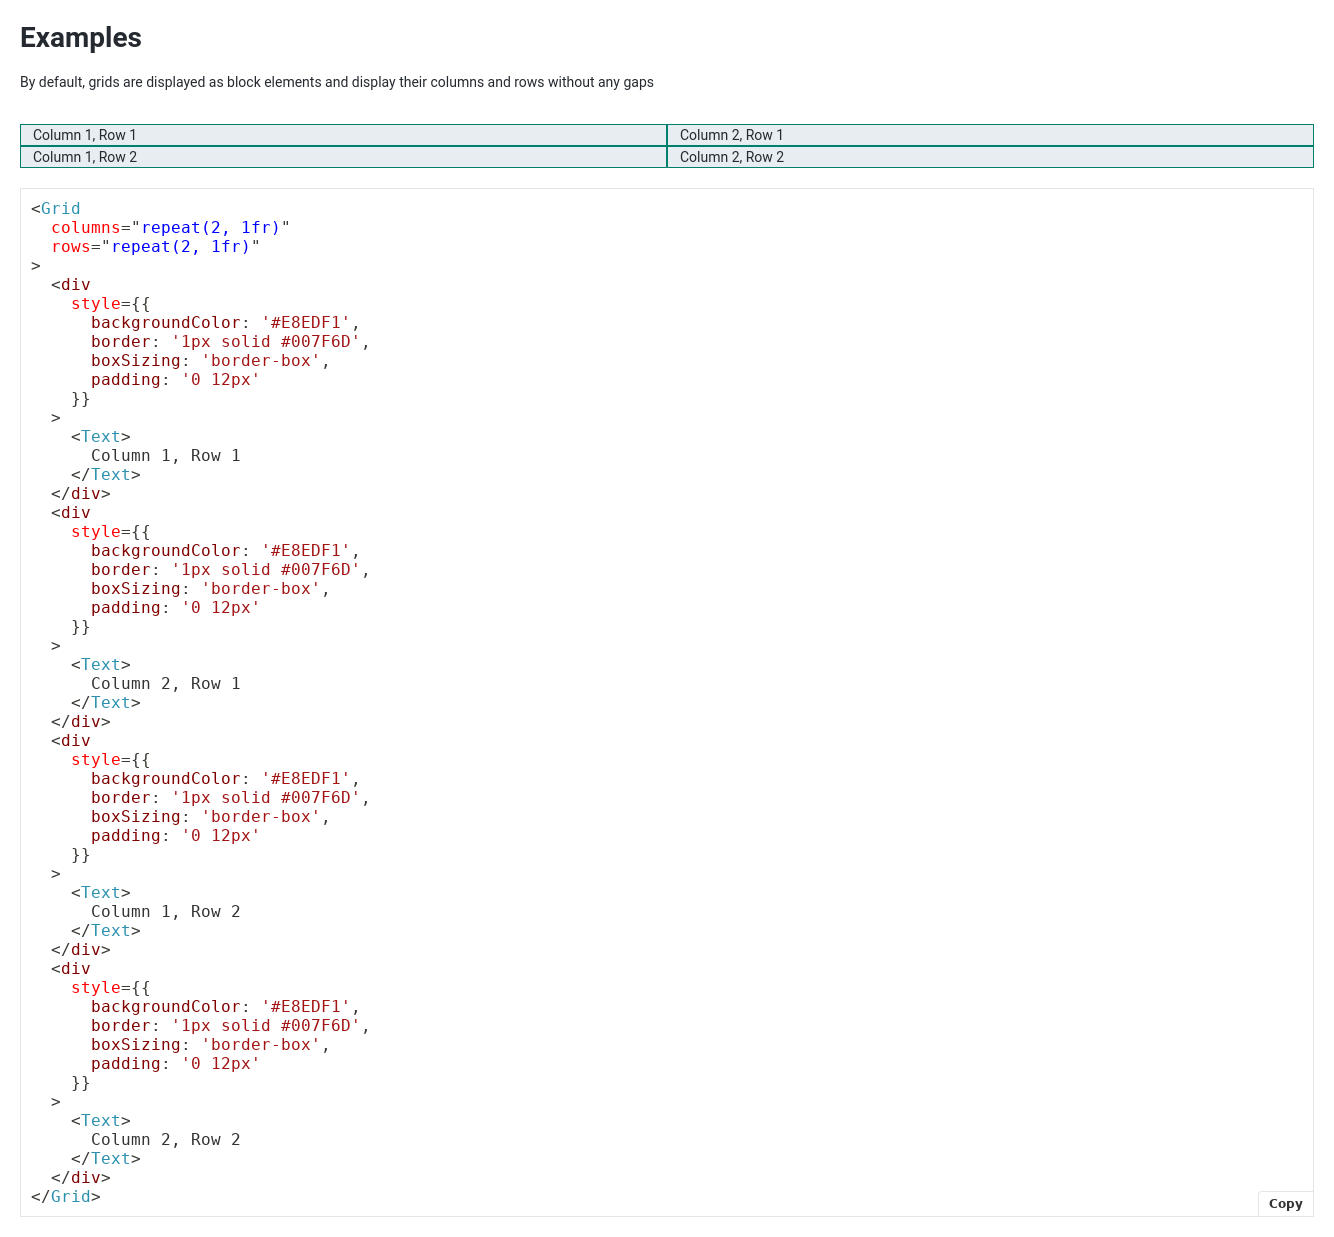 Examples
By default, grids are displayed as block elements and display their columns and rows without any gaps
Column 1, Row 1
Column 2, Row 1
Column 1, Row 2
Column 2, Row 2
<Grid
  columns="repeat(2, 1fr)"
  rows="repeat(2, 1fr)"
>
  <div
    style={{
      backgroundColor: '#E8EDF1',
      border: '1px solid #007F6D',
      boxSizing: 'border-box',
      padding: '0 12px'
    }}
  >
    <Text>
      Column 1, Row 1
    </Text>
  </div>
  <div
    style={{
      backgroundColor: '#E8EDF1',
      border: '1px solid #007F6D',
      boxSizing: 'border-box',
      padding: '0 12px'
    }}
  >
    <Text>
      Column 2, Row 1
    </Text>
  </div>
  <div
    style={{
      backgroundColor: '#E8EDF1',
      border: '1px solid #007F6D',
      boxSizing: 'border-box',
      padding: '0 12px'
    }}
  >
    <Text>
      Column 1, Row 2
    </Text>
  </div>
  <div
    style={{
      backgroundColor: '#E8EDF1',
      border: '1px solid #007F6D',
      boxSizing: 'border-box',
      padding: '0 12px'
    }}
  >
    <Text>
      Column 2, Row 2
    </Text>
  </div>
</Grid>
Copy